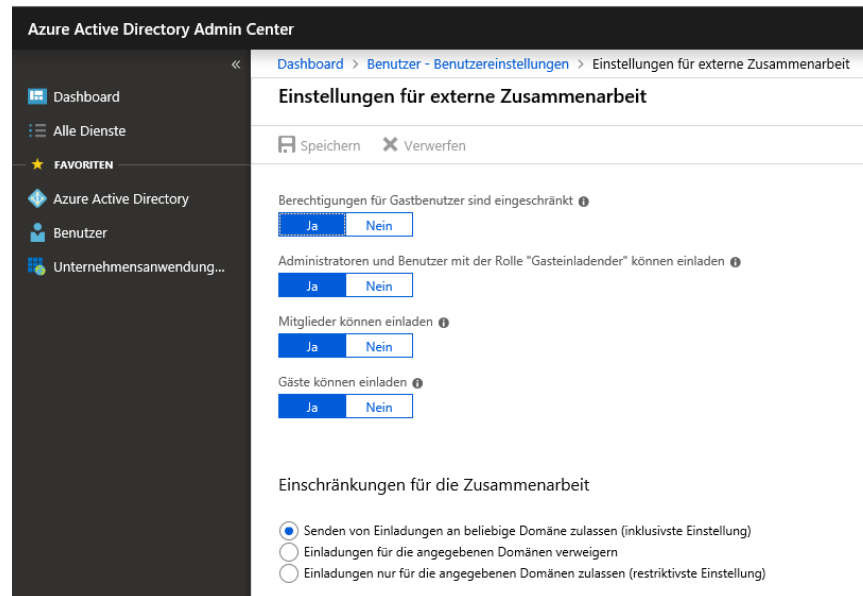 Azure Active Directory Admin Center
«
Dashboard > Benutzer - Benutzereinstellungen > Einstellungen für externe Zusammenarbeit
Dashboard
Alle Dienste
FAVORITEN
Azure Active Directory
Benutzer
Unternehmensanwendung...
Einstellungen für externe Zusammenarbeit
Speichern Verwerfen
Berechtigungen für Gastbenutzer sind eingeschränkt
Ja Nein
Administratoren und Benutzer mit der Rolle "Gasteinladender" können einladen
Ja Nein
Mitglieder können einladen
Ja Nein
Gäste können einladen
Ja Nein
Einschränkungen für die Zusammenarbeit
Senden von Einladungen an beliebige Domäne zulassen (inklusivste Einstellung)
Einladungen für die angegebenen Domänen verweigern
Einladungen nur für die angegebenen Domänen zulassen (restriktivste Einstellung)